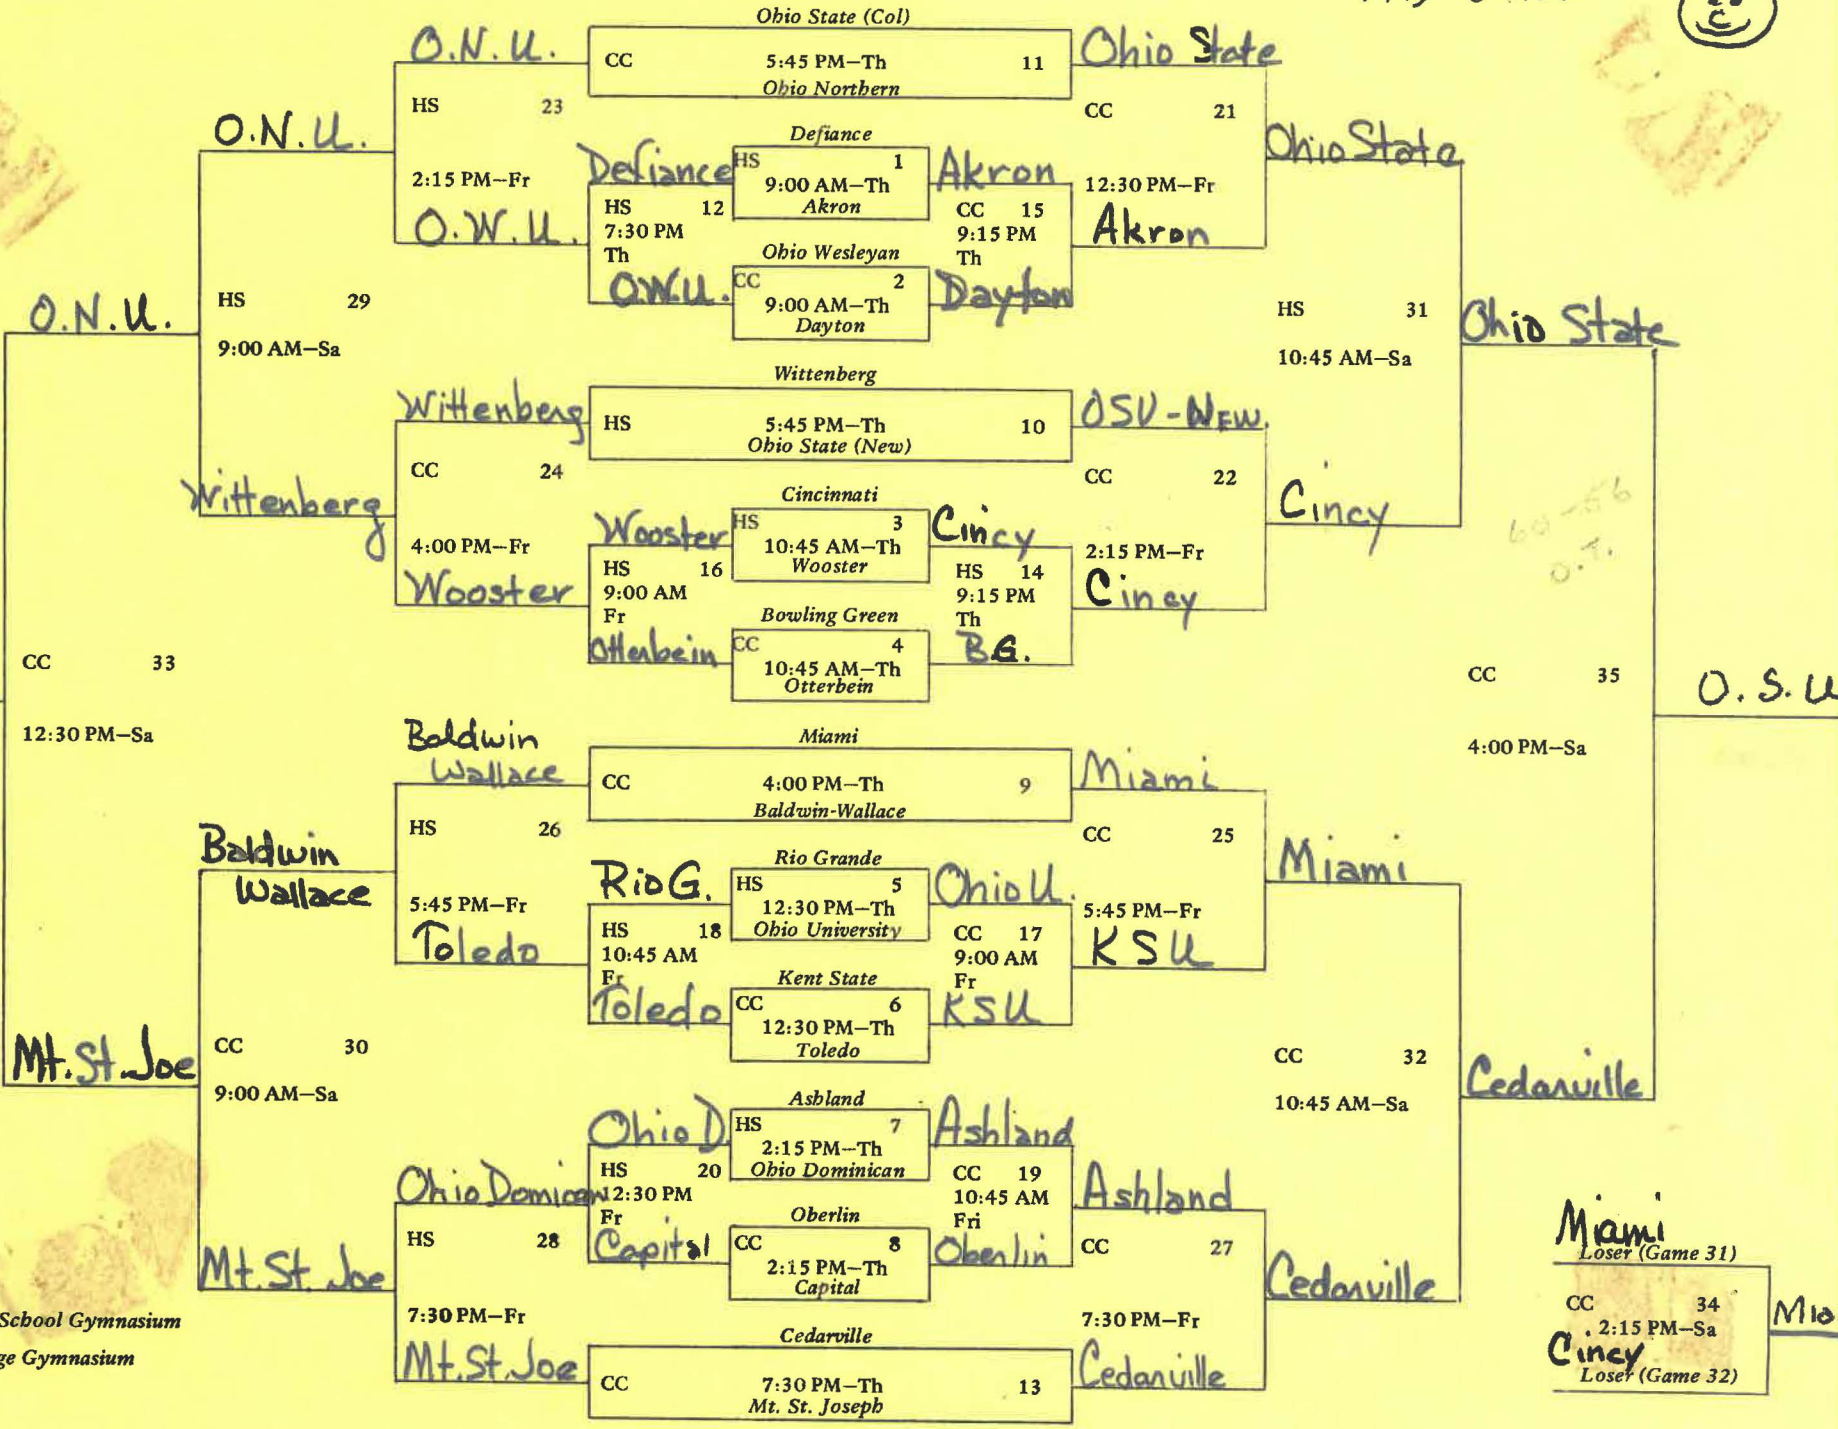 Ohio State (Col)
O.N.U.
CC 5:45 PM—Th 11
Ohio Northern
Ohio State
HS 23
CC 21
O.N.U.
Defiance
Ohio State
2:15 PM—Fr
Defiance
HS 1
9:00 AM—Th
Akron
Akron
12:30 PM—Fr
O.W.U.
HS 12
7:30 PM
Th
CC 15
9:15 PM
Th
Akron
Ohio Wesleyan
O.W.U.
CC 2
9:00 AM—Th
Dayton
Dayton
O.N.U.
HS 29
9:00 AM—Sa
HS 31
10:45 AM—Sa
Ohio State
Wittenberg
Wittenberg
HS 5:45 PM—Th 10
Ohio State (New)
OSU-NEW.
CC 24
CC 22
Wittenberg
Cincinnati
Cincy
60-56
O.T.
4:00 PM—Fr
Wooster
HS 3
10:45 AM—Th
Wooster
Cincy
2:15 PM—Fr
Wooster
HS 16
9:00 AM
Fr
HS 14
9:15 PM
Th
Cincy
Bowling Green
Otterbein
CC 4
10:45 AM—Th
Otterbein
B.G.
CC 33
12:30 PM—Sa
CC 35
4:00 PM—Sa
O. S. U
Baldwin
Wallace
Miami
CC 4:00 PM—Th 9
Baldwin-Wallace
Miami
HS 26
CC 25
Baldwin
Wallace
Rio Grande
Miami
5:45 PM—Fr
Rio G.
HS 5
12:30 PM—Th
Ohio University
Ohio U.
5:45 PM—Fr
Toledo
HS 18
10:45 AM
Fr
CC 17
9:00 AM
Fr
KSU
Kent State
Toledo
CC 6
12:30 PM—Th
Toledo
KSU
Mt. St. Joe
CC 30
9:00 AM—Sa
CC 32
10:45 AM—Sa
Cedarville
Ashland
Ohio D
HS 7
2:15 PM—Th
Ohio Dominican
Ashland
Ohio Domican
HS 20
12:30 PM
Fr
CC 19
10:45 AM
Fri
Ashland
Oberlin
HS 28
Capital
CC 8
2:15 PM—Th
Capital
Oberlin
CC 27
Mt. St. Joe
Cedarville
7:30 PM—Fr
7:30 PM—Fr
Cedarville
Mt. St. Joe
CC 7:30 PM—Th 13
Mt. St. Joseph
Cedarville
School Gymnasium
ge Gymnasium
Miami
Loser (Game 31)
CC 34
2:15 PM—Sa
Mia
Cincy
Loser (Game 32)